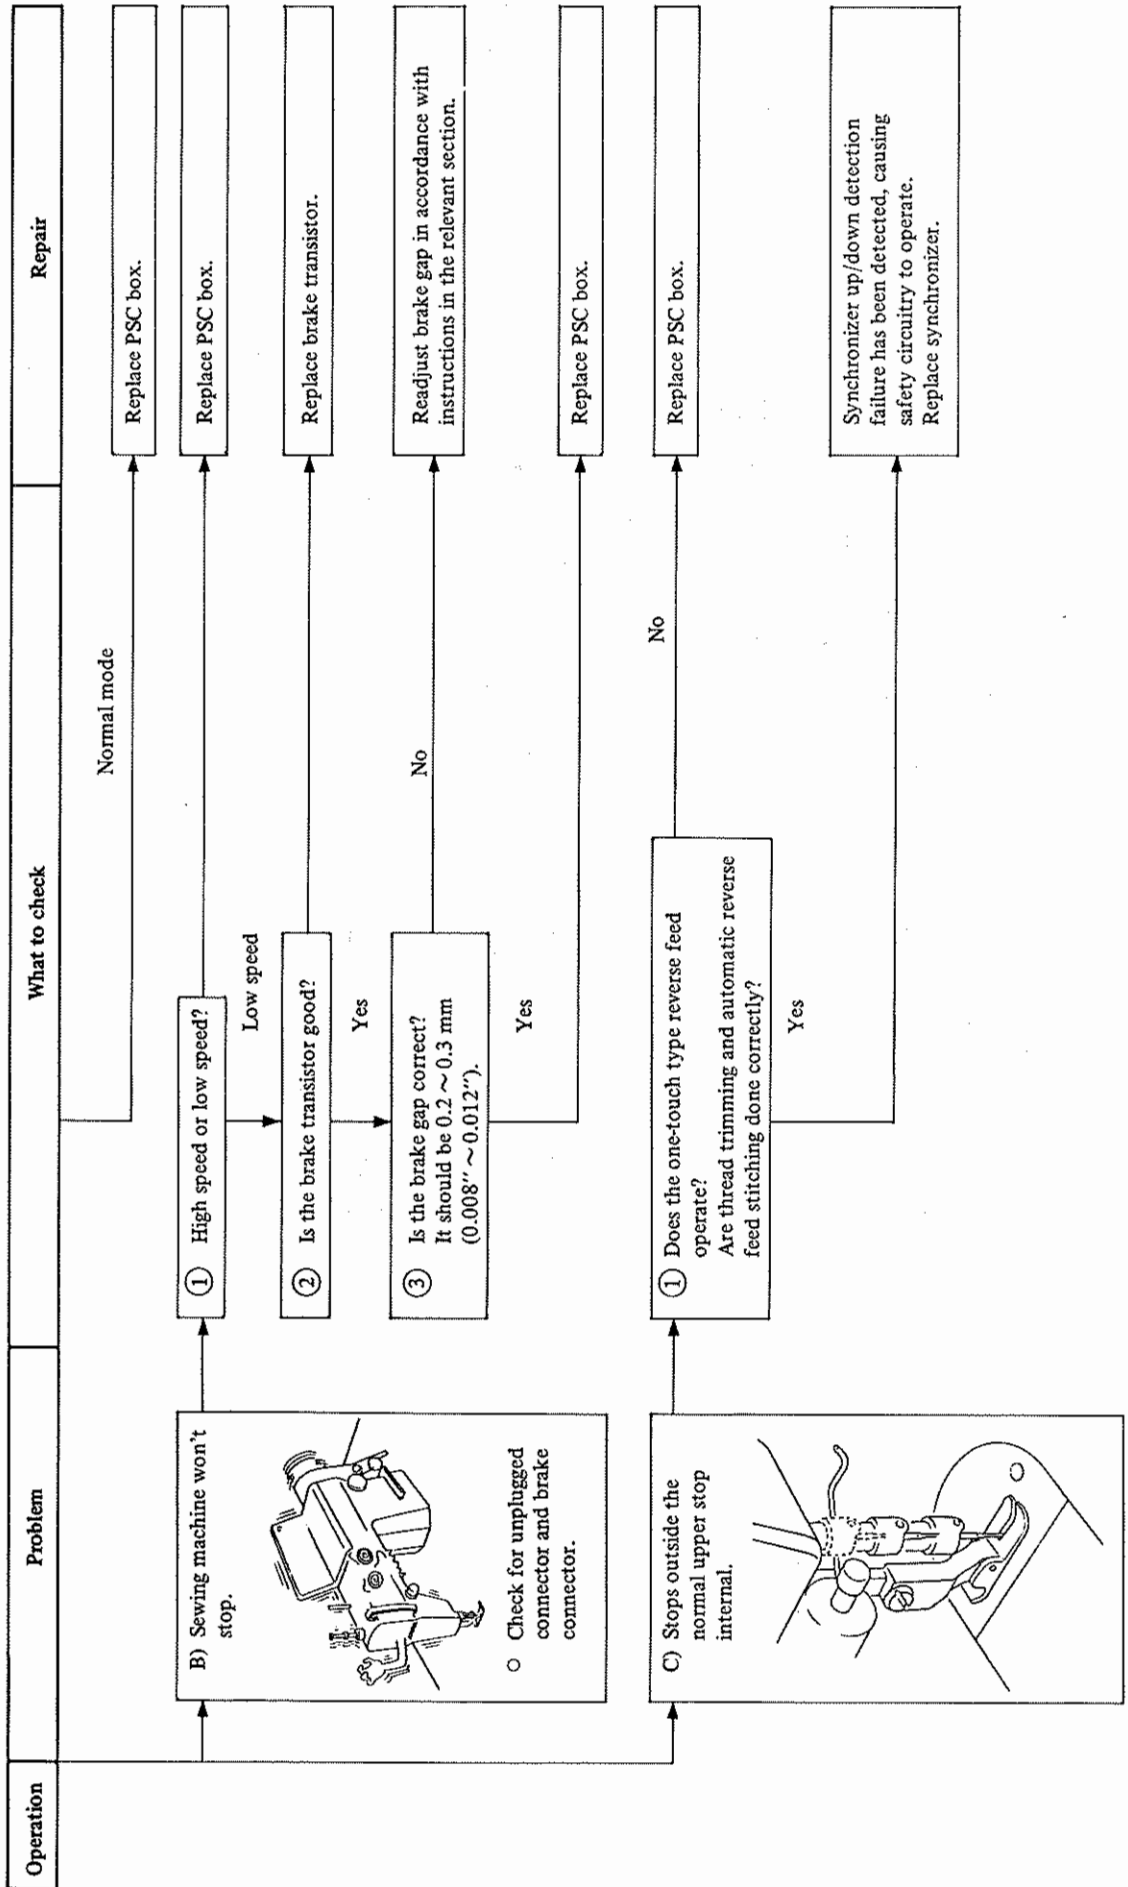 Operation
Problem
What to check
Repair
Normal mode
Replace PSC box.
B) Sewing machine won't
stop.
○ Check for unplugged
connector and brake
connector.
① High speed or low speed?
Replace PSC box.
Low speed
② Is the brake transistor good?
Replace brake transistor.
Yes
③ Is the brake gap correct?
It should be 0.2 ~ 0.3 mm
(0.008" ~ 0.012").
No
Readjust brake gap in accordance with
instructions in the relevant section.
Yes
Replace PSC box.
C) Stops outside the
normal upper stop
internal.
① Does the one-touch type reverse feed
operate?
Are thread trimming and automatic reverse
feed stitching done correctly?
No
Replace PSC box.
Yes
Synchronizer up/down detection
failure has been detected, causing
safety circuitry to operate.
Replace synchronizer.